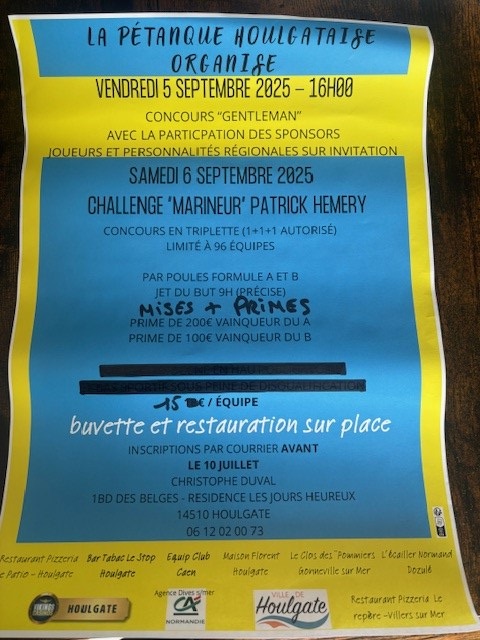 LA PÉTANQUE HOULGATAISE
ORGANISE
VENDREDI 5 SEPTEMBRE 2025 – 16H00
CONCOURS “GENTLEMAN”
AVEC LA PARTICPATION DES SPONSORS
JOUEURS ET PERSONNALITÉS RÉGIONALES SUR INVITATION
SAMEDI 6 SEPTEMBRE 2025
CHALLENGE 'MARINEUR' PATRICK HEMERY
CONCOURS EN TRIPLETTE (1+1+1 AUTORISÉ)
LIMITÉ À 96 ÉQUIPES
PAR POULES FORMULE A ET B
JET DU BUT 9H (PRÉCISE)
MISES + PRIMES
PRIME DE 200€ VAINQUEUR DU A
PRIME DE 100€ VAINQUEUR DU B
SOUS PEINE DE DISQUALIFICATION
15 € / ÉQUIPE
buvette et restauration sur place
INSCRIPTIONS PAR COURRIER AVANT
LE 10 JUILLET
CHRISTOPHE DUVAL
1BD DES BELGES - RESIDENCE LES JOURS HEUREUX
14510 HOULGATE
06 12 02 00 73
Restaurant Pizzeria Bar Tabac Le Stop Equip Club Maison Florent Le Clos des Pommiers L'écailler Normand
Le Patio – Houlgate Houlgate Caen Houlgate Gonneville sur Mer Dozulé
HOULGATE
Agence Dives s/mer
CA
NORMANDIE
VILLE DE
Houlgate
Restaurant Pizzeria Le
repère -Villers sur Mer